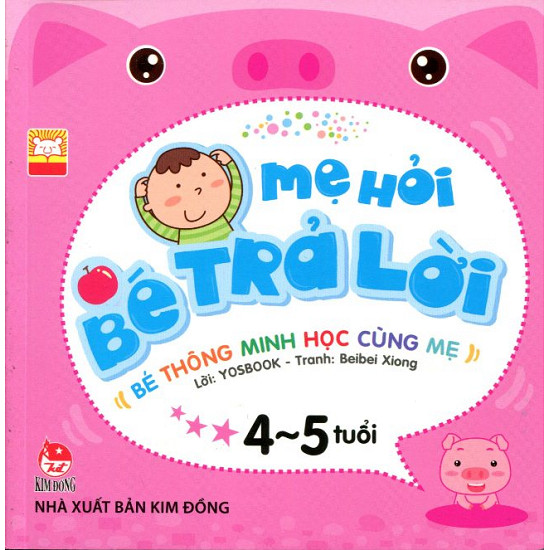 Mẹ Hỏi
Bé Trả Lời
BÉ THÔNG MINH HỌC CÙNG MẸ
Lời: YOSBOOK - Tranh: Beibei Xiong
4~5 tuổi
KIM ĐỒNG
NHÀ XUẤT BẢN KIM ĐỒNG